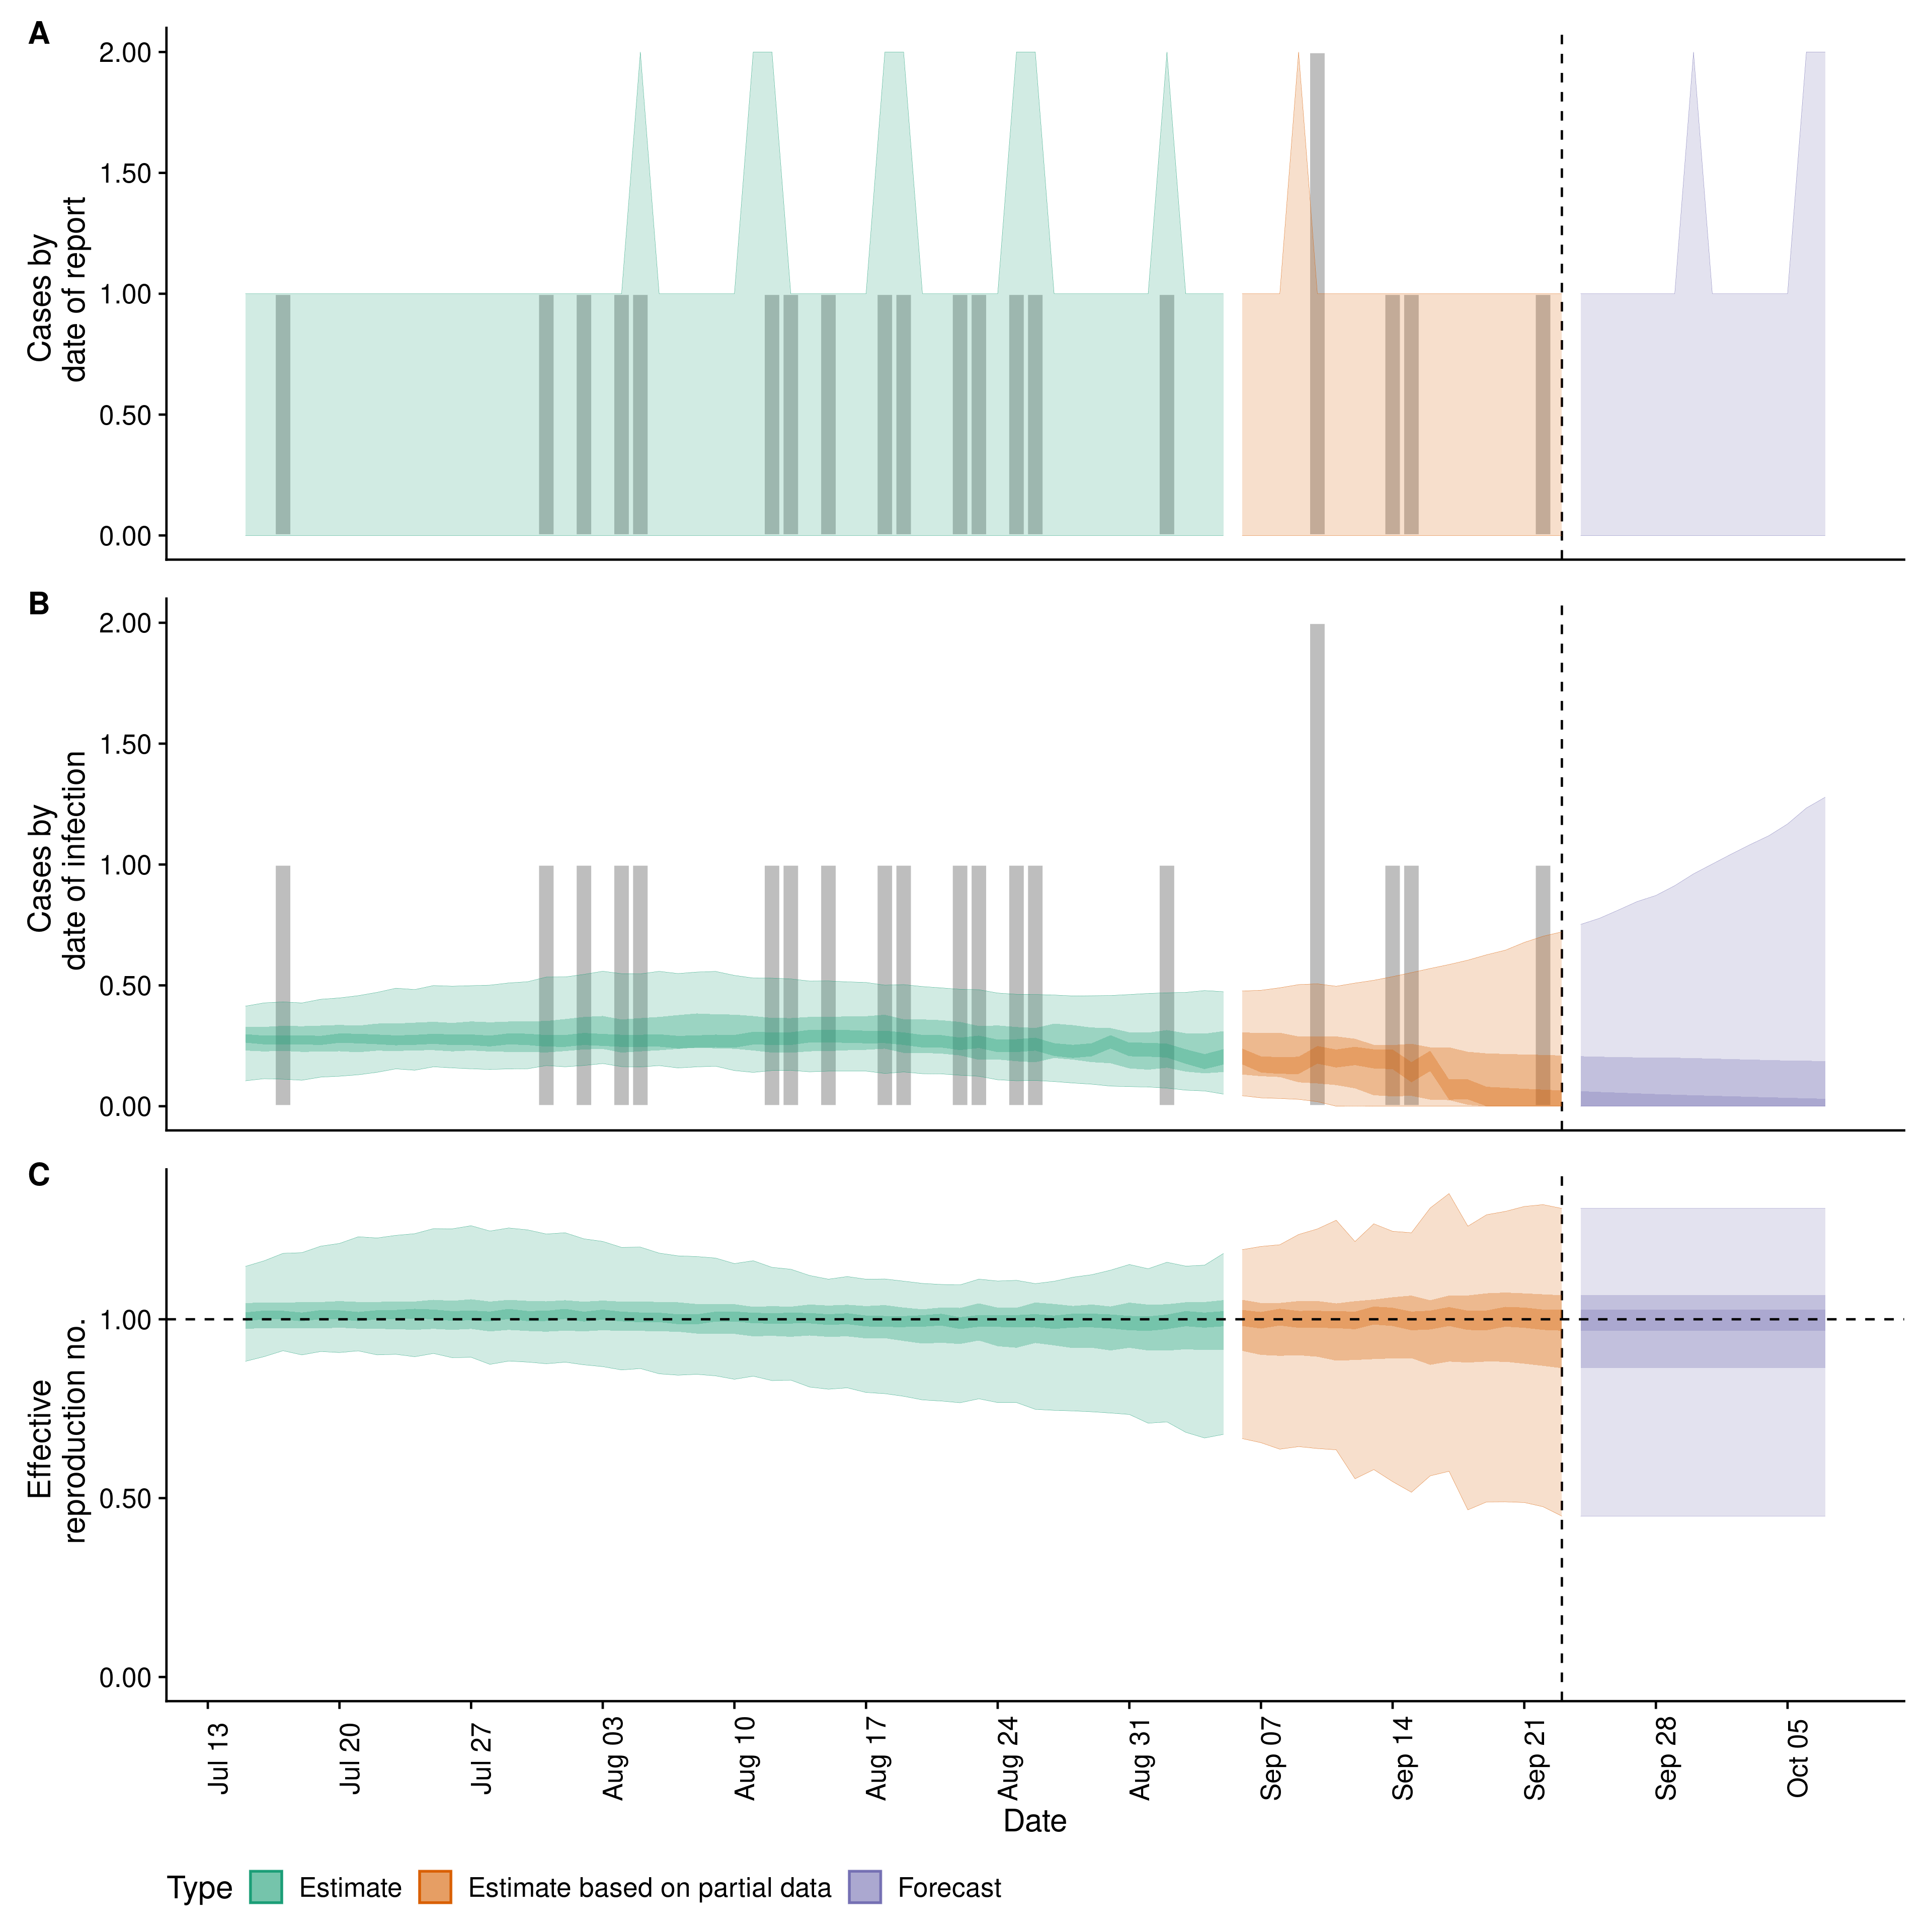 A
2.00
1.50
1.00
0.50
0.00
Cases by
date of report
B
2.00
1.50
1.00
0.50
0.00
Cases by
date of infection
C
1.00
0.50
0.00
Effective
reproduction no.
Jul 13
Jul 20
Jul 27
Aug 03
Aug 10
Aug 17
Aug 24
Aug 31
Sep 07
Sep 14
Sep 21
Sep 28
Oct 05
Date
Type Estimate Estimate based on partial data Forecast